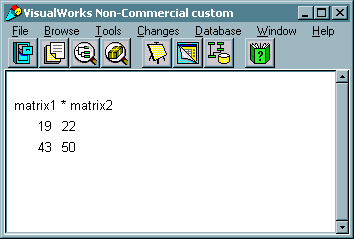 VisualWorks Non-Commercial custom
File Browse Tools Changes Database Window Help
matrix1 * matrix2
19 22
43 50